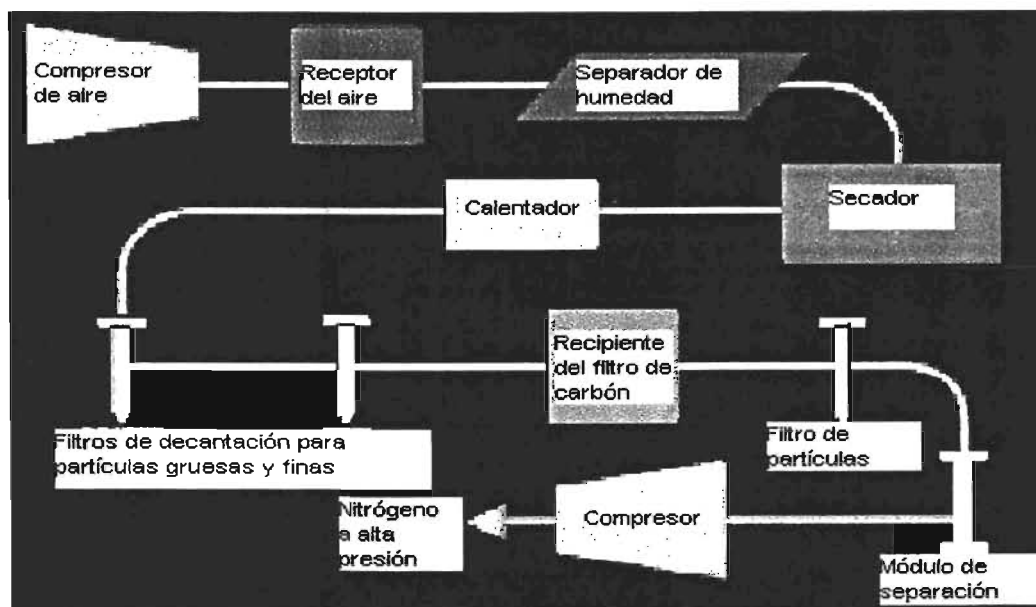 Compresor
de aire
Receptor
del aire
Separador de
humedad
Secador
Calentador
Filtros de decantación para
partículas gruesas y finas
Recipiente
del filtro de
carbón
Filtro de
partículas
Módulo de
separación
Compresor
Nitrógeno
a alta
presión